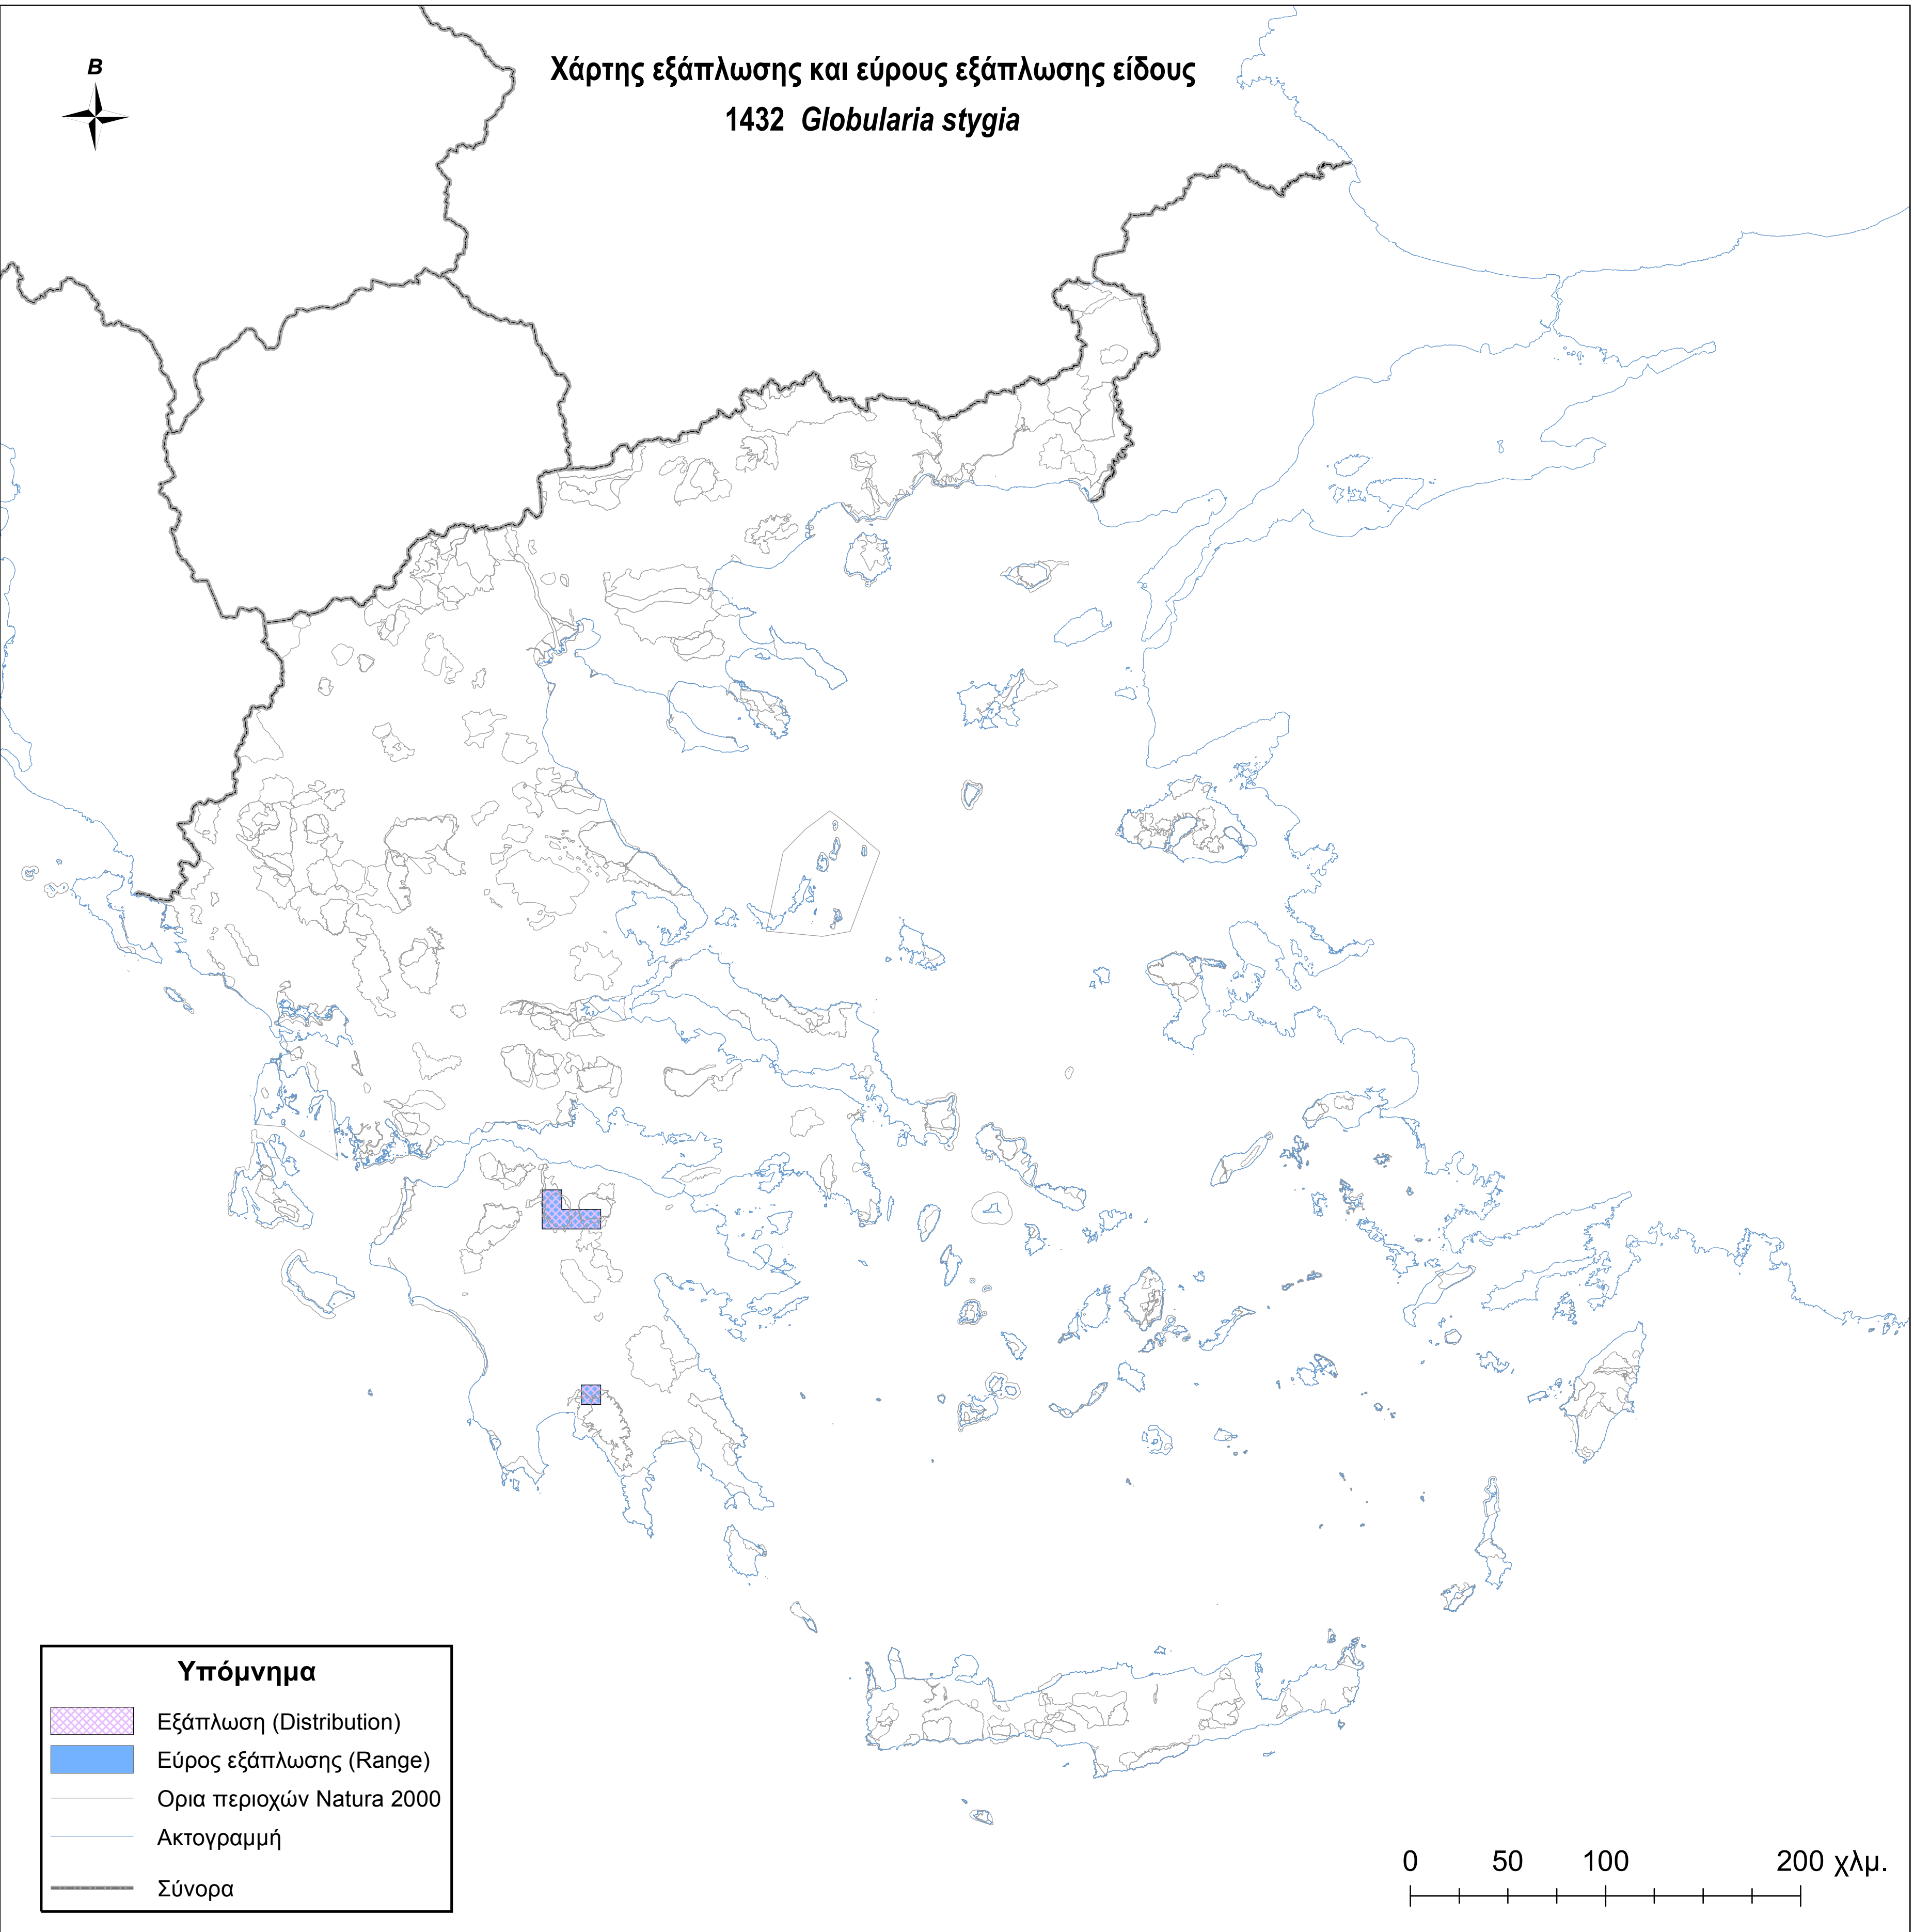 Β
Χάρτης εξάπλωσης και εύρους εξάπλωσης είδους
1432 Globularia stygia
Υπόμνημα
Εξάπλωση (Distribution)
Εύρος εξάπλωσης (Range)
Ορια περιοχών Natura 2000
Ακτογραμμή
Σύνορα
0 50 100 200 χλμ.